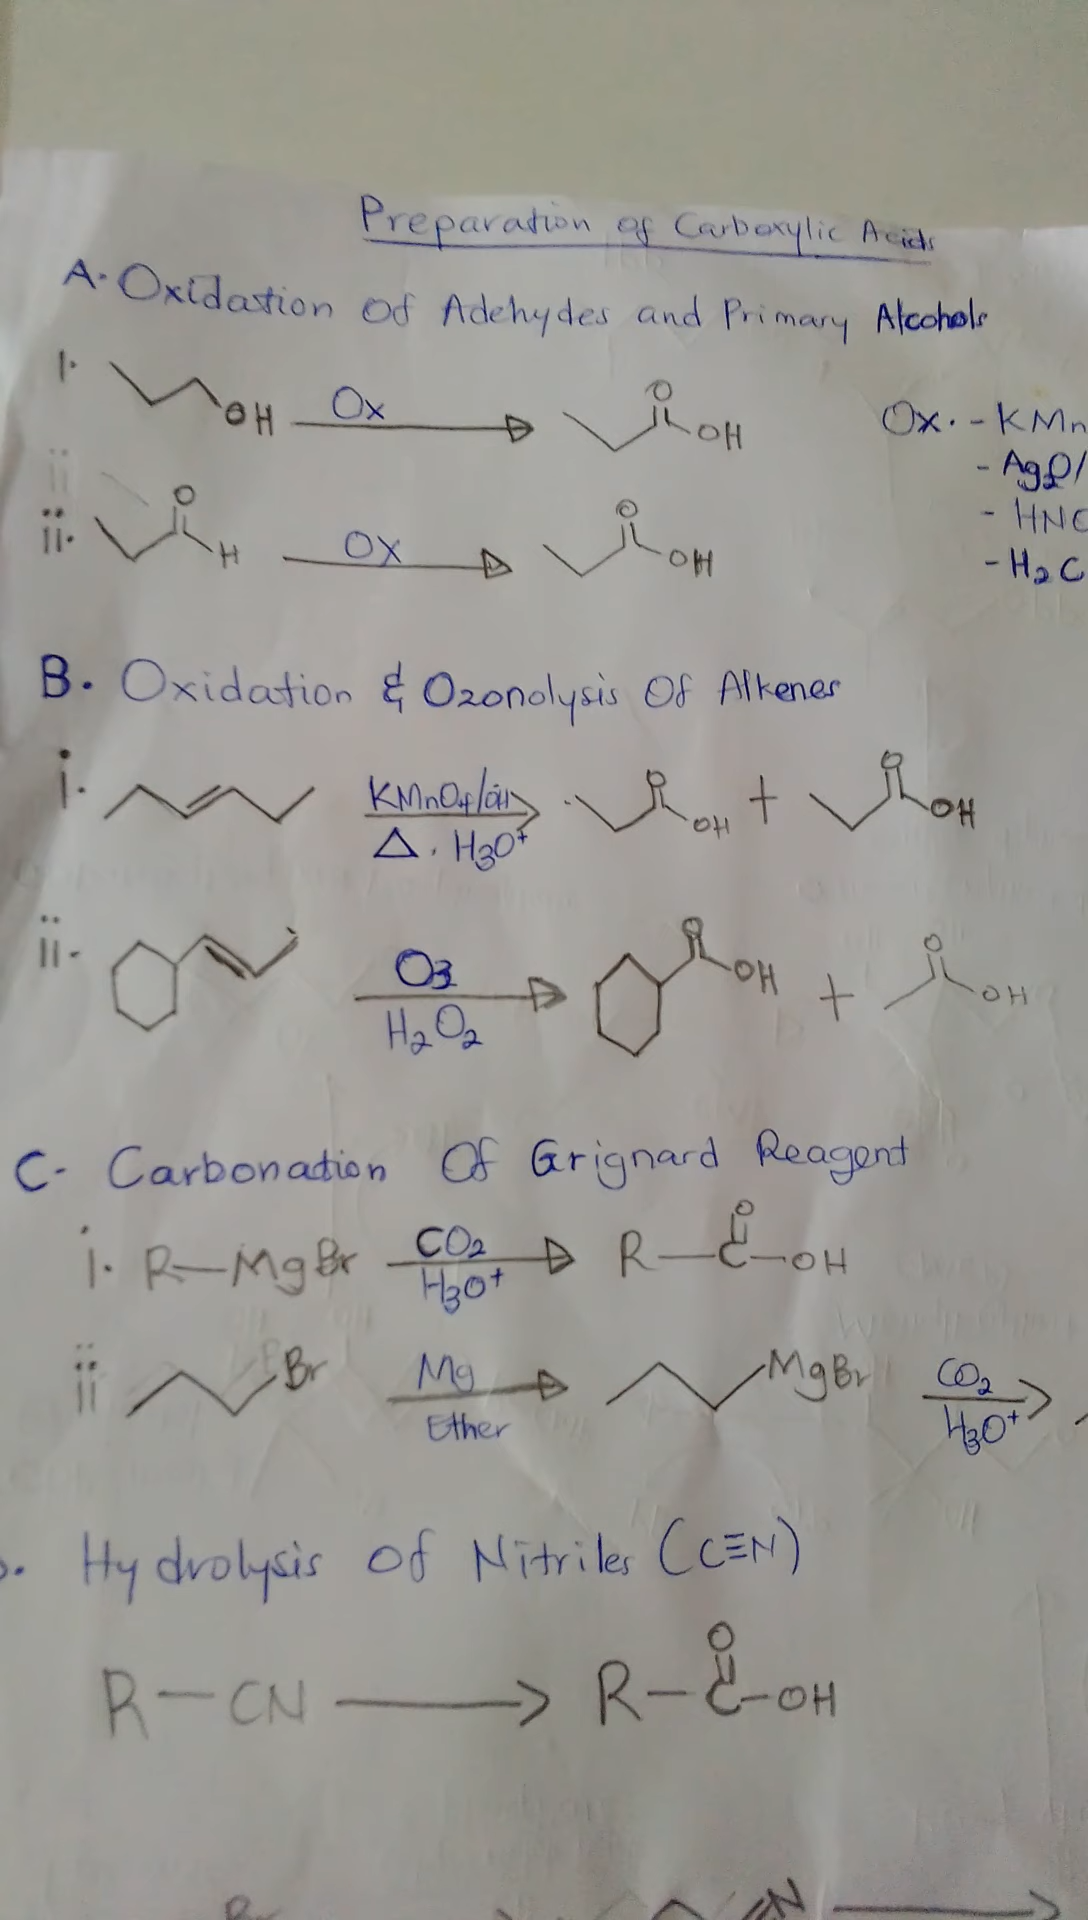 Preparation of Carboxylic Acids
A. Oxidation of Adehydes and Primary Alcohols
i. OH Ox O OH
Ox. - KMn
- Ag2O/
- HNO
- H2C
ii
ii. O H OX O OH
B. Oxidation & Ozonolysis Of Alkenes
i. KMnO4/ O OH + O OH
Δ. H3O+
ii. O3 O OH + O OH
H2O2
C- Carbonation Of Grignard Reagent
i. R—MgBr CO2 R—C—OH O
H3O+
ii Br Mg MgBr CO2
Ether H3O+
Hydrolysis Of Nitriles (C≡N)
R—CN → R—C—OH O
Br N